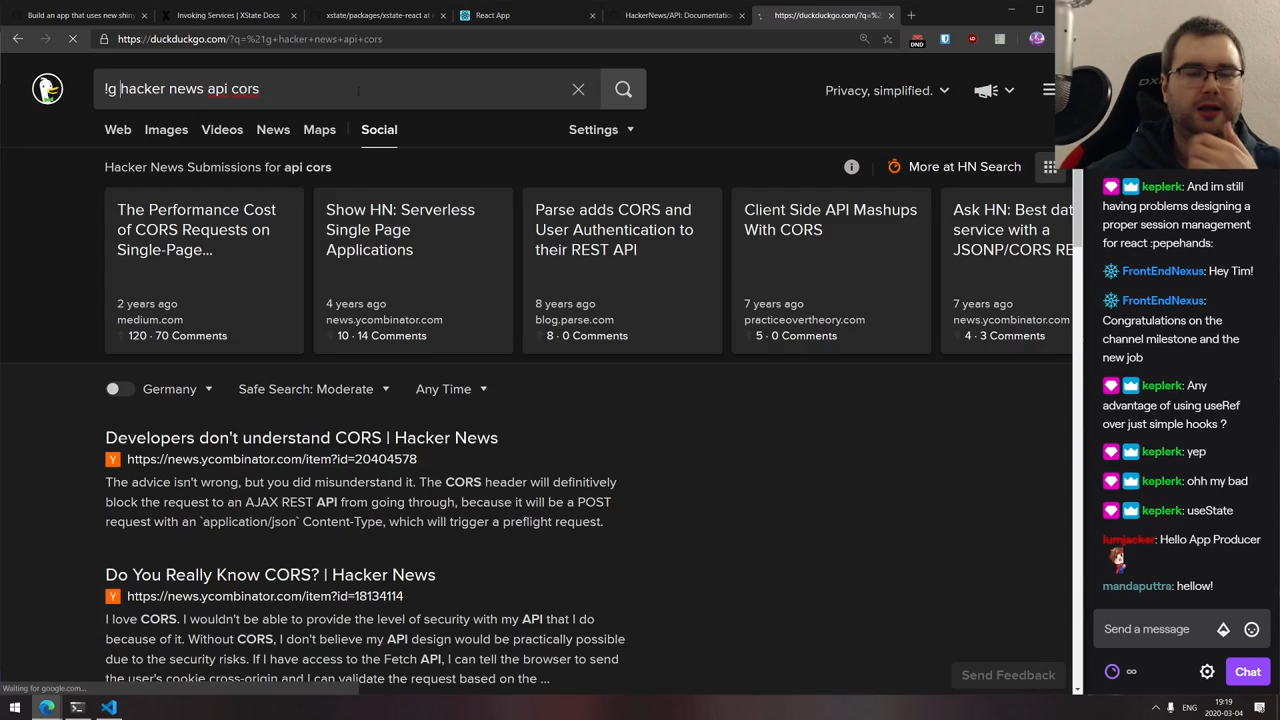 Build an app that uses new shiny
Invoking Services | XState Docs
xstate/packages/xstate-react at m
React App
HackerNews/API: Documentation
https://duckduckgo.com/?q=%21g
https://duckduckgo.com/?q=%21g+hacker+news+api+cors
DND
!g hacker news api cors
Privacy, simplified.
Web
Images
Videos
News
Maps
Social
Settings
Hacker News Submissions for api cors
More at HN Search
The Performance Cost
of CORS Requests on
Single-Page...
2 years ago
medium.com
120 · 70 Comments
Show HN: Serverless
Single Page
Applications
4 years ago
news.ycombinator.com
10 · 14 Comments
Parse adds CORS and
User Authentication to
their REST API
8 years ago
blog.parse.com
8 · 0 Comments
Client Side API Mashups
With CORS
7 years ago
practiceovertheory.com
5 · 0 Comments
Ask HN: Best dat
service with a
JSONP/CORS RE
7 years ago
news.ycombinator.com
4 · 3 Comments
Germany
Safe Search: Moderate
Any Time
Developers don't understand CORS | Hacker News
Y https://news.ycombinator.com/item?id=20404578
The advice isn't wrong, but you did misunderstand it. The CORS header will definitively
block the request to an AJAX REST API from going through, because it will be a POST
request with an `application/json` Content-Type, which will trigger a preflight request.
Do You Really Know CORS? | Hacker News
Y https://news.ycombinator.com/item?id=18134114
I love CORS. I wouldn't be able to provide the level of security with my API that I do
because of it. Without CORS, I don't believe my API design would be practically possible
due to the security risks. If I have access to the Fetch API, I can tell the browser to send
the user's cookie cross-origin and I can validate the request based on the ...
Send Feedback
Waiting for google.com...
keplerk: And im still
having problems designing a
proper session management
for react :pepehands:
FrontEndNexus: Hey Tim!
FrontEndNexus:
Congratulations on the
channel milestone and the
new job
keplerk: Any
advantage of using useRef
over just simple hooks ?
keplerk: yep
keplerk: ohh my bad
keplerk: useState
lumjacker: Hello App Producer
mandaputtra: hellow!
Send a message
∞
Chat
ENG
19:19
2020-03-04